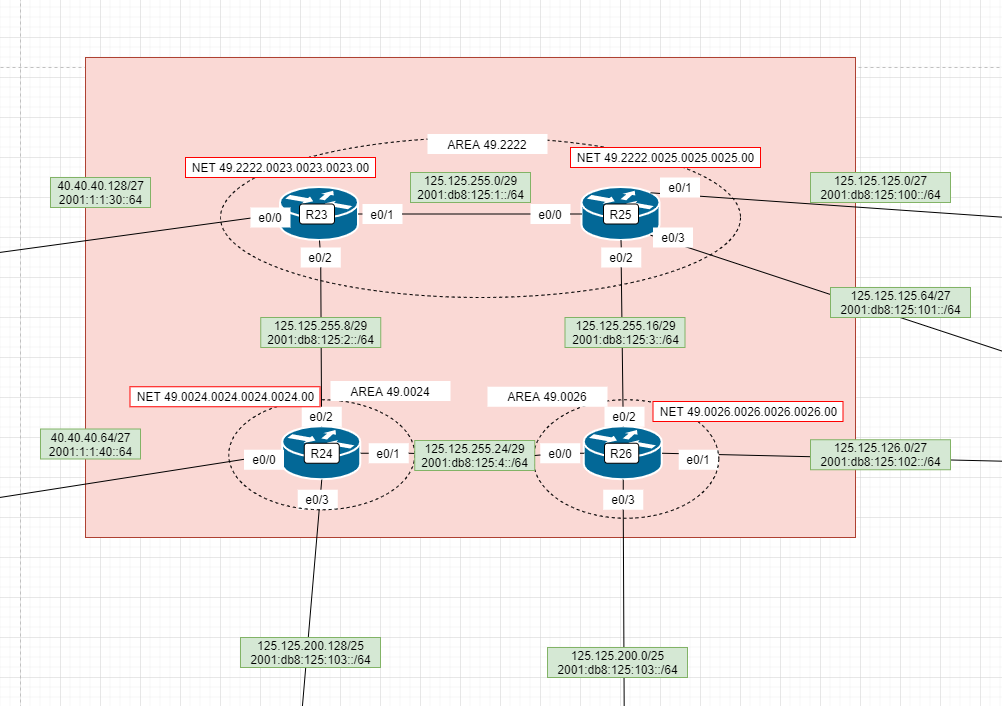 AREA 49.2222
NET 49.2222.0023.0023.0023.00
NET 49.2222.0025.0025.0025.00
40.40.40.128/27
2001:1:1:30::64
125.125.255.0/29
2001:db8:125:1::/64
125.125.125.0/27
2001:db8:125:100::/64
e0/0
R23
e0/1
e0/0
R25
e0/1
e0/3
e0/2
e0/2
125.125.125.64/27
2001:db8:125:101::/64
125.125.255.8/29
2001:db8:125:2::/64
125.125.255.16/29
2001:db8:125:3::/64
NET 49.0024.0024.0024.0024.00
AREA 49.0024
AREA 49.0026
NET 49.0026.0026.0026.0026.00
e0/2
e0/2
40.40.40.64/27
2001:1:1:40::64
e0/0
R24
e0/1
125.125.255.24/29
2001:db8:125:4::/64
e0/0
R26
e0/1
125.125.126.0/27
2001:db8:125:102::/64
e0/3
e0/3
125.125.200.128/25
2001:db8:125:103::/64
125.125.200.0/25
2001:db8:125:103::/64